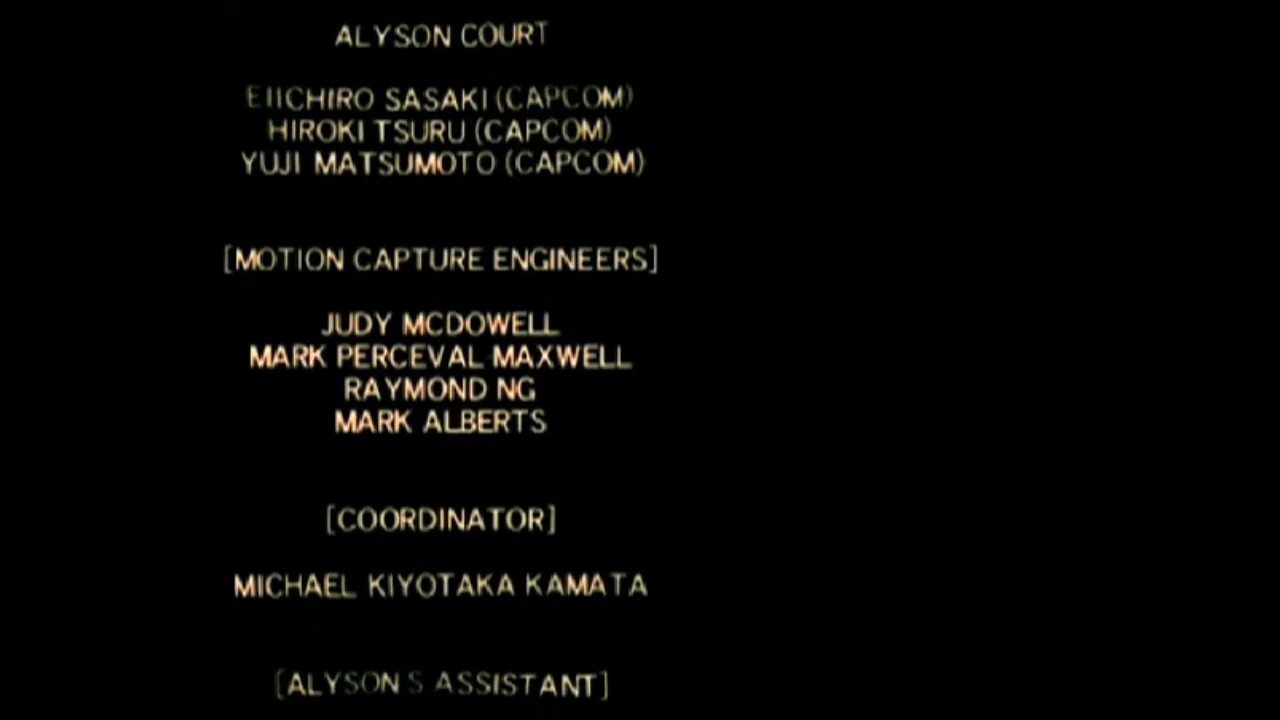 ALYSON COURT
EIICHIRO SASAKI (CAPCOM)
HIROKI TSURU (CAPCOM)
YUJI MATSUMOTO (CAPCOM)
[MOTION CAPTURE ENGINEERS]
JUDY MCDOWELL
MARK PERCEVAL MAXWELL
RAYMOND NG
MARK ALBERTS
[COORDINATOR]
MICHAEL KIYOTAKA KAMATA
[ALYSON S ASSISTANT]